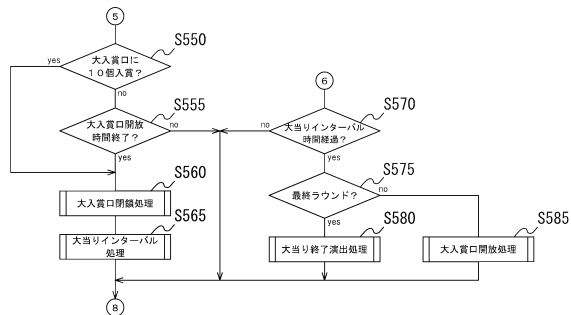 5
S550
yes
大入賞口に
10個入賞?
no
S555
大入賞口開放
時間終了?
no
yes
S560
大入賞口閉鎖処理
S565
大当りインターバル
処理
6
S570
no
大当りインターバル
時間経過?
yes
S575
最終ラウンド?
no
yes
S580
大当り終了演出処理
S585
大入賞口開放処理
8